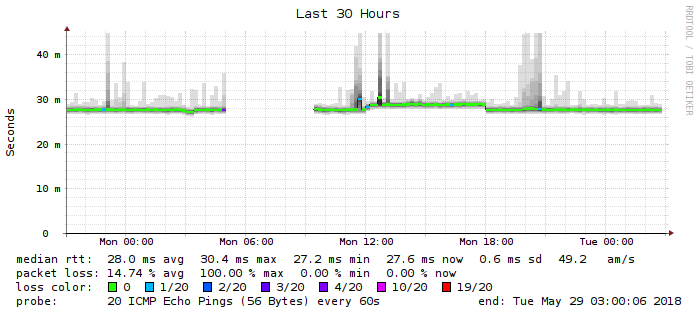 Last 30 Hours
RRDTOOL / TOBI OETIKER
Seconds
40 m
30 m
20 m
10 m
0
Mon 00:00 Mon 06:00 Mon 12:00 Mon 18:00 Tue 00:00
median rtt: 28.0 ms avg 30.4 ms max 27.2 ms min 27.6 ms now 0.6 ms sd 49.2 am/s
packet loss: 14.74 % avg 100.00 % max 0.00 % min 0.00 % now
loss color: 0 1/20 2/20 3/20 4/20 10/20 19/20
probe: 20 ICMP Echo Pings (56 Bytes) every 60s end: Tue May 29 03:00:06 2018